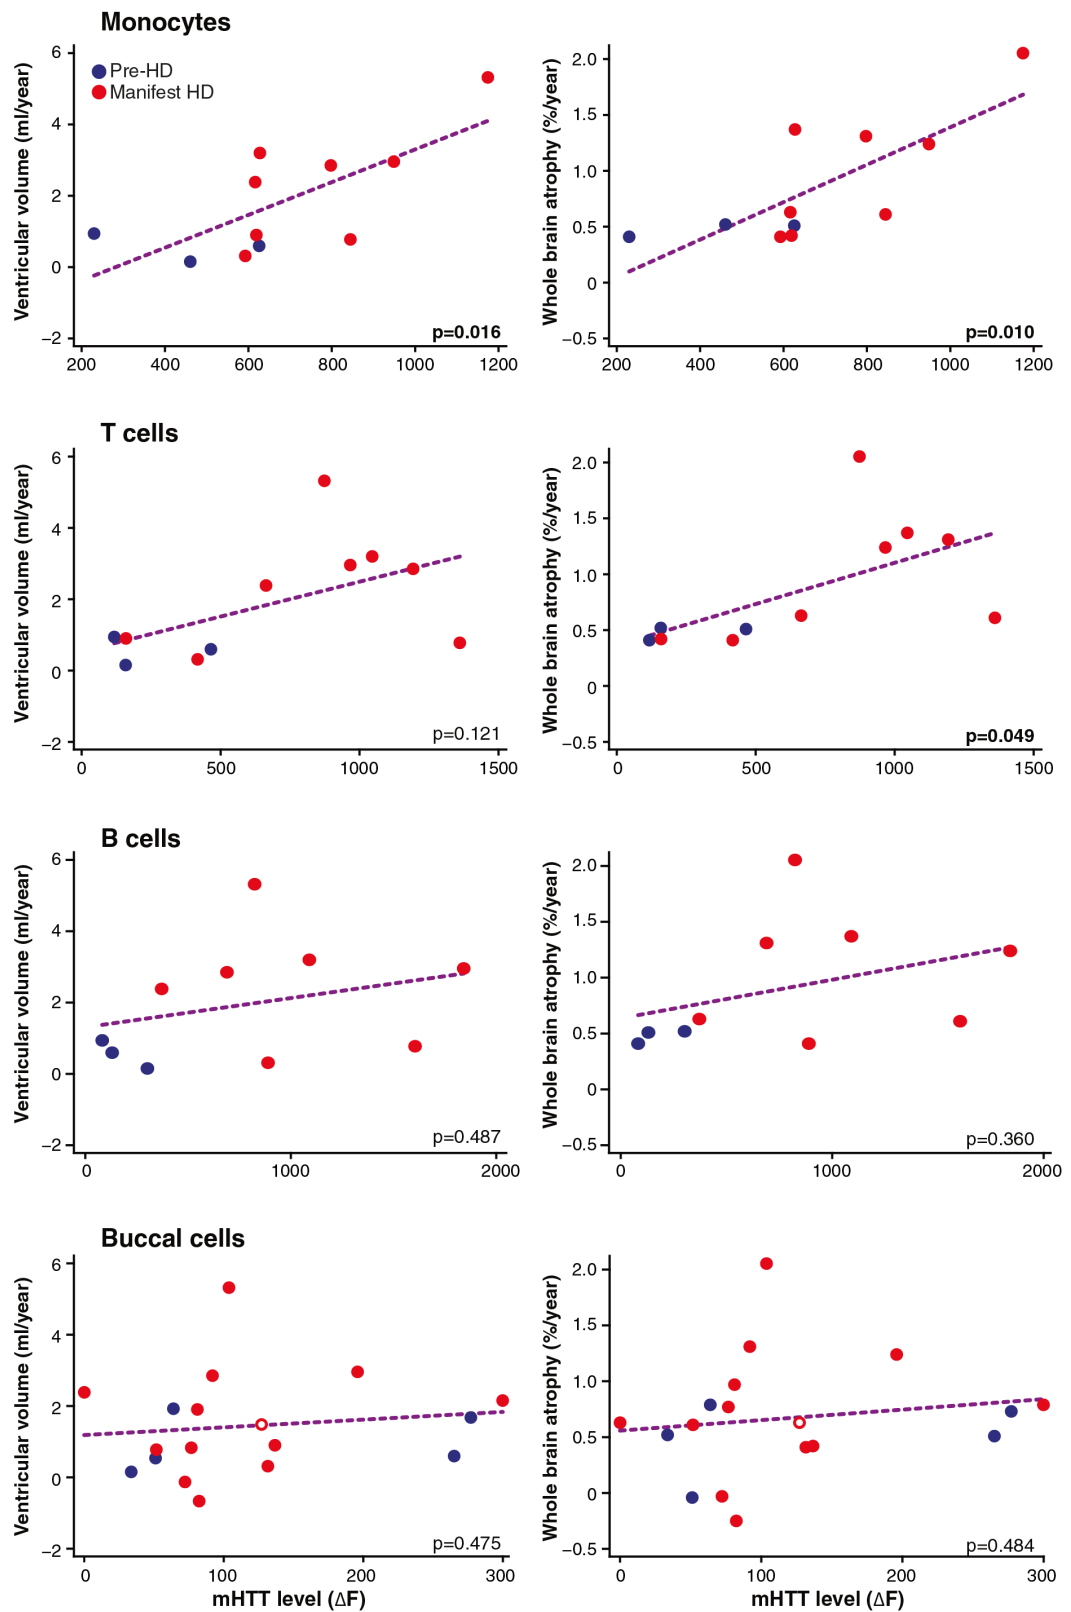 Monocytes
Ventricular volume (ml/year)
6
4
2
0
−2
Pre-HD
Manifest HD
p=0.016
200 400 600 800 1000 1200
Whole brain atrophy (%/year)
2.0
1.5
1.0
0.5
0
−0.5
p=0.010
200 400 600 800 1000 1200
T cells
Ventricular volume (ml/year)
6
4
2
0
−2
p=0.121
0 500 1000 1500
Whole brain atrophy (%/year)
2.0
1.5
1.0
0.5
0
−0.5
p=0.049
0 500 1000 1500
B cells
Ventricular volume (ml/year)
6
4
2
0
−2
p=0.487
0 1000 2000
Whole brain atrophy (%/year)
2.0
1.5
1.0
0.5
0
−0.5
p=0.360
0 1000 2000
Buccal cells
Ventricular volume (ml/year)
6
4
2
0
−2
p=0.475
0 100 200 300
mHTT level (ΔF)
Whole brain atrophy (%/year)
2.0
1.5
1.0
0.5
0
−0.5
p=0.484
0 100 200 300
mHTT level (ΔF)